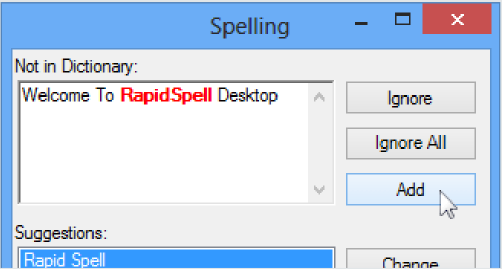 Spelling
Not in Dictionary:
Welcome To RapidSpell Desktop
Ignore
Ignore All
Add
Suggestions:
Rapid Spell
Change